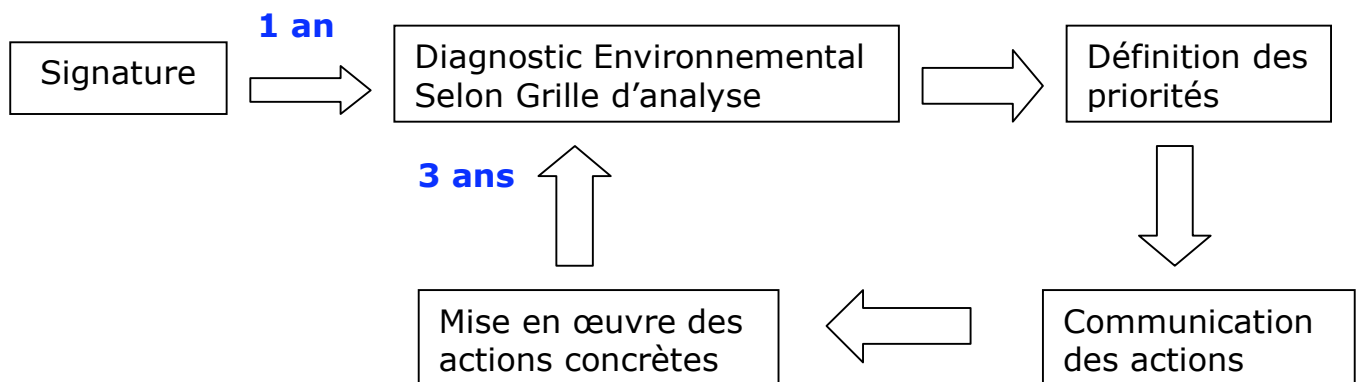 1 an
Signature
Diagnostic Environnemental
Selon Grille d’analyse
Définition des
priorités
3 ans
Mise en œuvre des
actions concrètes
Communication
des actions